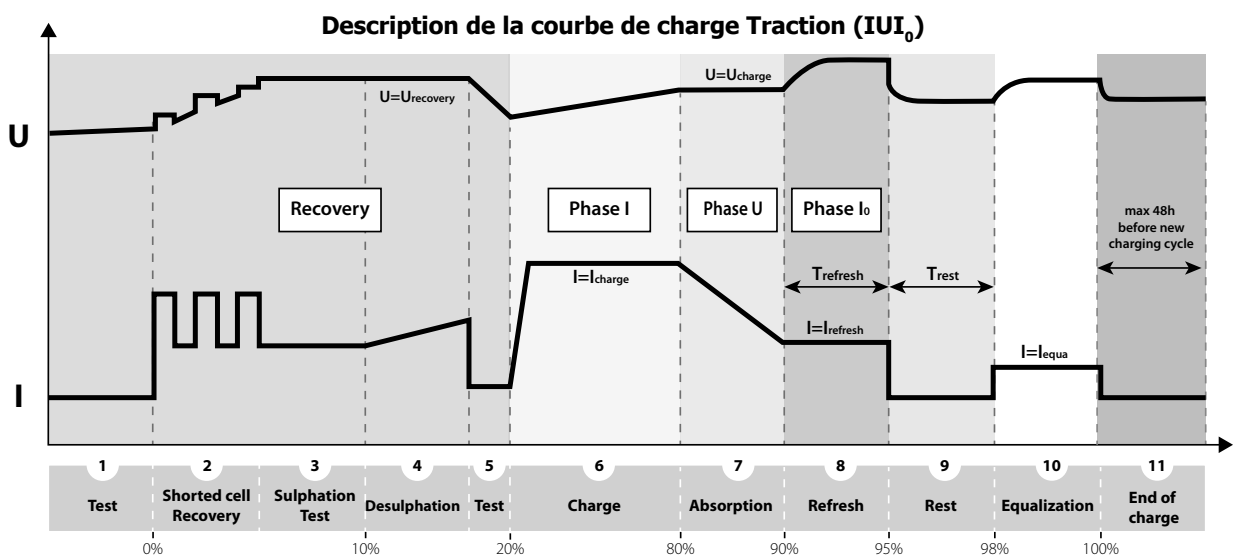 Description de la courbe de charge Traction (IUI0)
U
U=Urecovery
U=Ucharge
Recovery
Phase I
Phase U
Phase I0
max 48h
before new
charging cycle
Trefresh
Trest
I=Icharge
I=Irefresh
I=Iequa
I
1
2
3
4
5
6
7
8
9
10
11
Test
Shorted cell
Recovery
Sulphation
Test
Desulphation
Test
Charge
Absorption
Refresh
Rest
Equalization
End of
charge
0%
10%
20%
80%
90%
95%
98%
100%